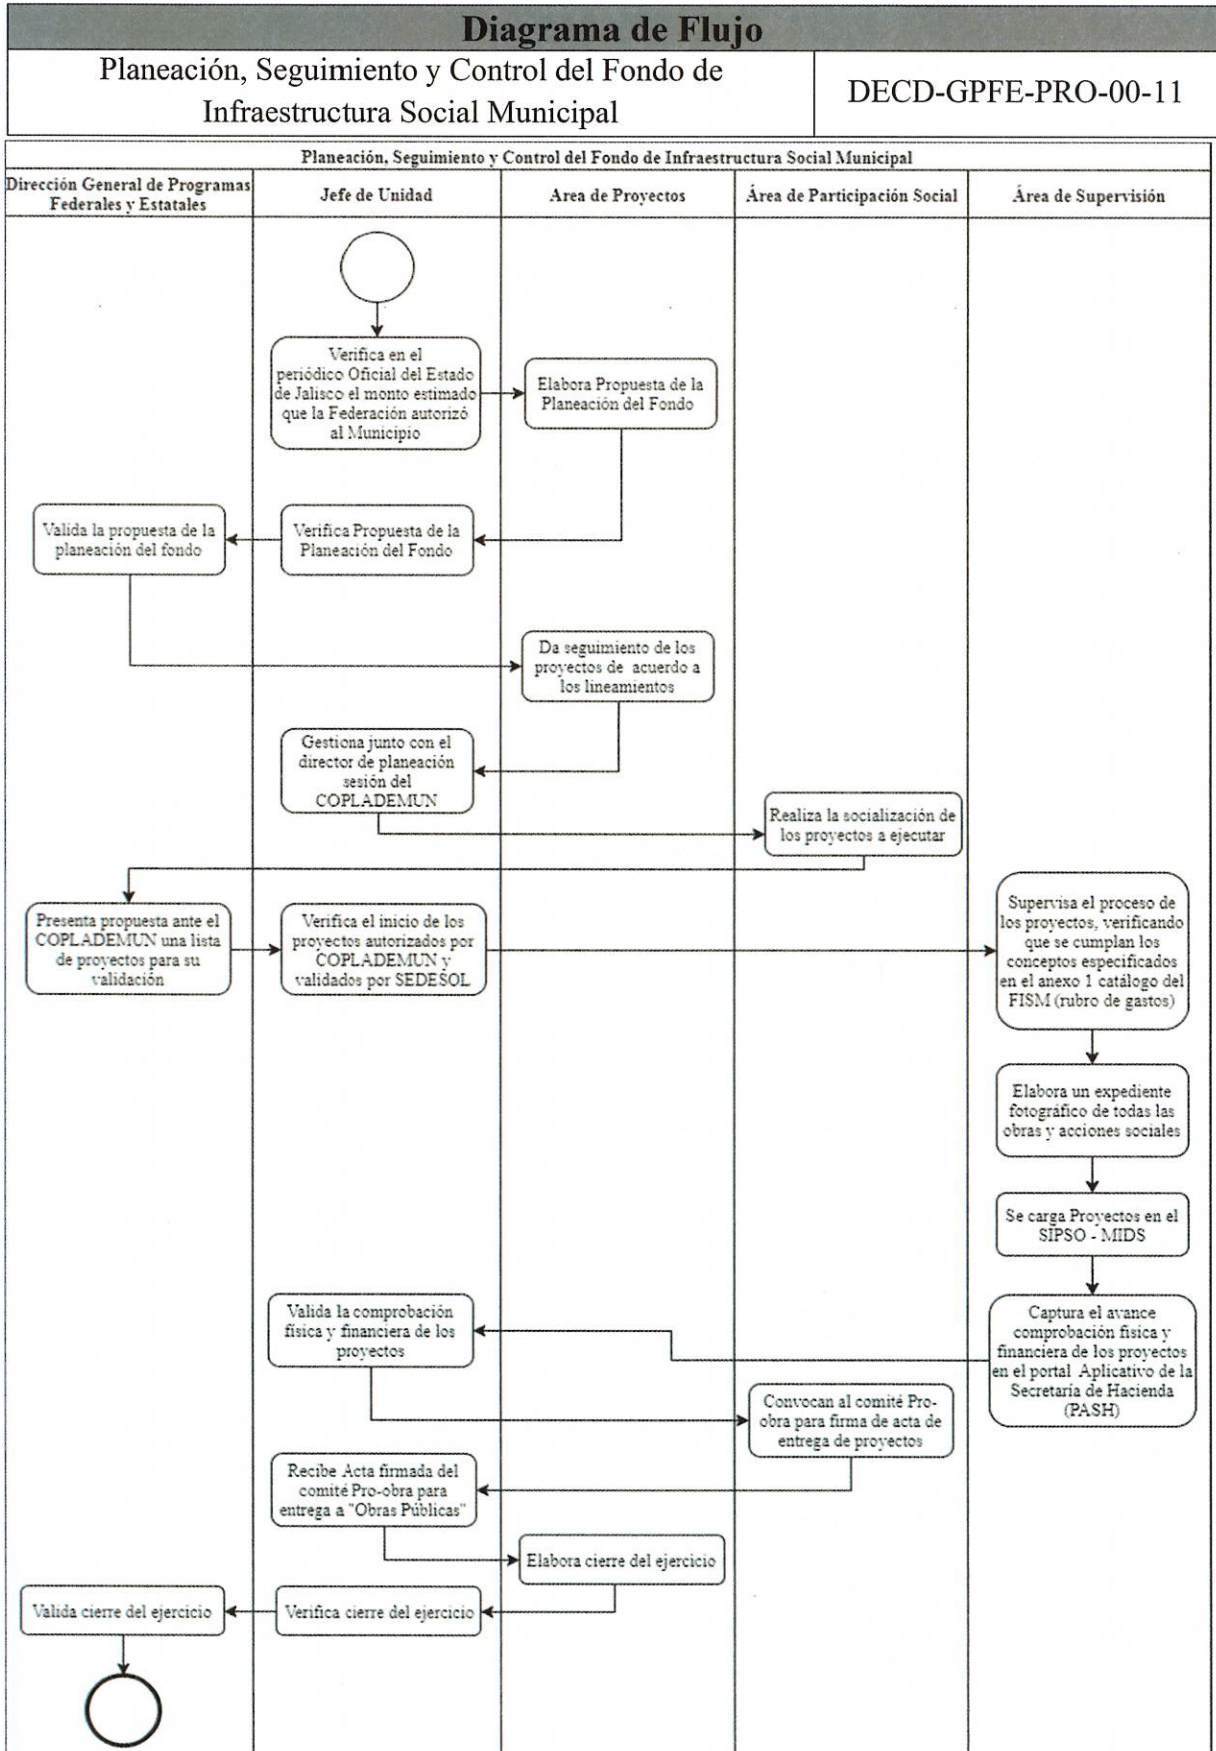 Diagrama de Flujo
Planeación, Seguimiento y Control del Fondo de
Infraestructura Social Municipal
DECD-GPFE-PRO-00-11
Planeación, Seguimiento y Control del Fondo de Infraestructura Social Municipal
Dirección General de Programas
Federales y Estatales
Jefe de Unidad
Area de Proyectos
Área de Participación Social
Área de Supervisión
Verifica en el
periódico Oficial del Estado
de Jalisco el monto estimado
que la Federación autorizó
al Municipio
Elabora Propuesta de la
Planeación del Fondo
Verifica Propuesta de la
Planeación del Fondo
Valida la propuesta de la
planeación del fondo
Da seguimiento de los
proyectos de acuerdo a
los lineamientos
Gestiona junto con el
director de planeación
sesión del
COPLADEMUN
Realiza la socialización de
los proyectos a ejecutar
Presenta propuesta ante el
COPLADEMUN una lista
de proyectos para su
validación
Verifica el inicio de los
proyectos autorizados por
COPLADEMUN y
validados por SEDESOL
Supervisa el proceso de
los proyectos, verificando
que se cumplan los
conceptos especificados
en el anexo 1 catálogo del
FISM (rubro de gastos)
Elabora un expediente
fotográfico de todas las
obras y acciones sociales
Se carga Proyectos en el
SIPSO - MIDS
Captura el avance
comprobación física y
financiera de los proyectos
en el portal Aplicativo de la
Secretaría de Hacienda
(PASH)
Valida la comprobación
física y financiera de los
proyectos
Convocan al comité Pro-
obra para firma de acta de
entrega de proyectos
Recibe Acta firmada del
comité Pro-obra para
entrega a "Obras Públicas"
Elabora cierre del ejercicio
Verifica cierre del ejercicio
Valida cierre del ejercicio